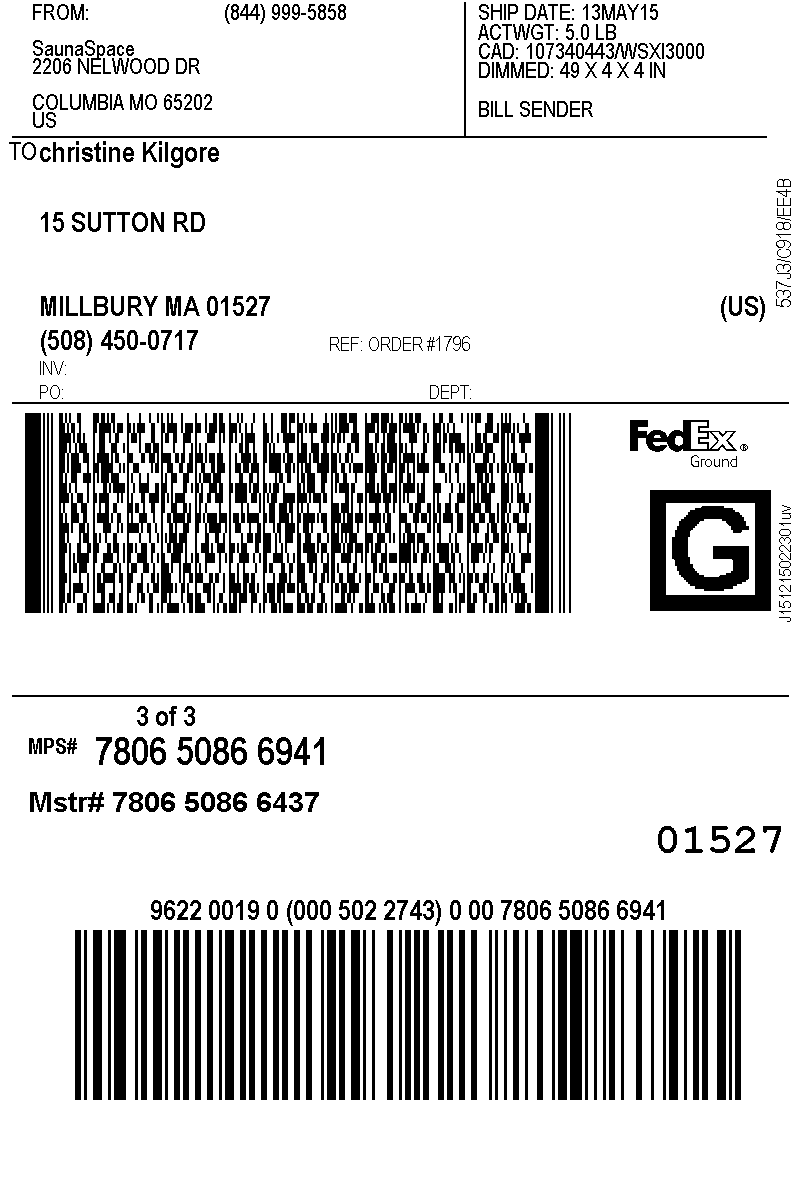 FROM: (844) 999-5858
SaunaSpace
2206 NELWOOD DR
COLUMBIA MO 65202
US
SHIP DATE: 13MAY15
ACTWGT: 5.0 LB
CAD: 107340443/WSXI3000
DIMMED: 49 X 4 X 4 IN
BILL SENDER
TO christine Kilgore
15 SUTTON RD
MILLBURY MA 01527 (US)
(508) 450-0717 REF: ORDER #1796
INV:
PO: DEPT:
537J3/C918/EE4B
FedEx®
Ground
G
J151215022301uv
3 of 3
MPS# 7806 5086 6941
Mstr# 7806 5086 6437
01527
9622 0019 0 (000 502 2743) 0 00 7806 5086 6941